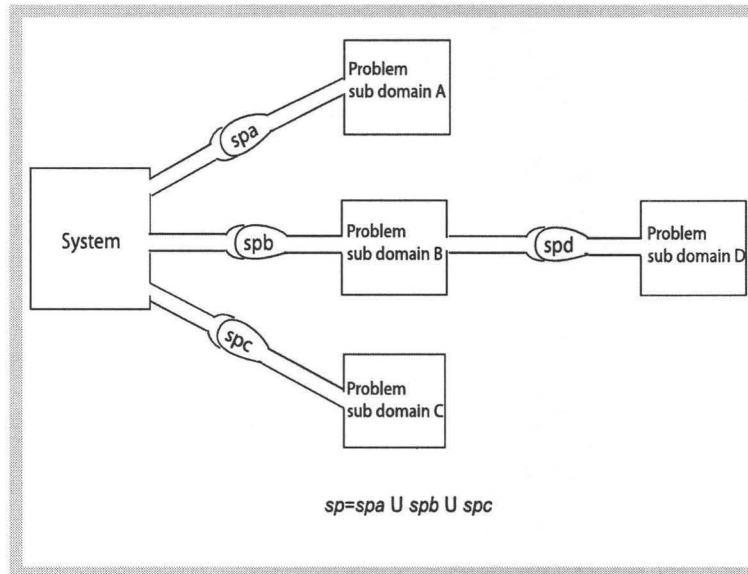 Problem
sub domain A
spa
System
spb
Problem
sub domain B
spd
Problem
sub domain D
spc
Problem
sub domain C
sp=spa U spb U spc